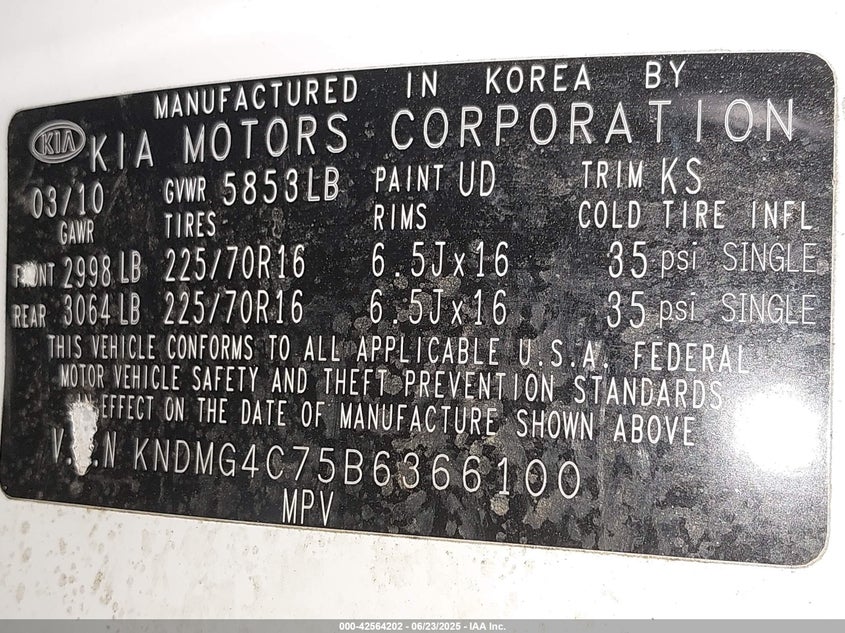 MANUFACTURED IN KOREA BY
KIA KIA MOTORS CORPORATION
03/10 GVWR 5853LB PAINT UD TRIM KS
GAWR TIRES RIMS COLD TIRE INFL
FRONT 2998 LB 225/70R16 6.5Jx16 35 psi SINGLE
REAR 3064 LB 225/70R16 6.5Jx16 35 psi SINGLE
THIS VEHICLE CONFORMS TO ALL APPLICABLE U.S.A. FEDERAL
MOTOR VEHICLE SAFETY AND THEFT PREVENTION STANDARDS
IN EFFECT ON THE DATE OF MANUFACTURE SHOWN ABOVE
V.I.N KNDMG4C75B6366100
MPV
000-42564202 - 06/23/2025 - IAA Inc.